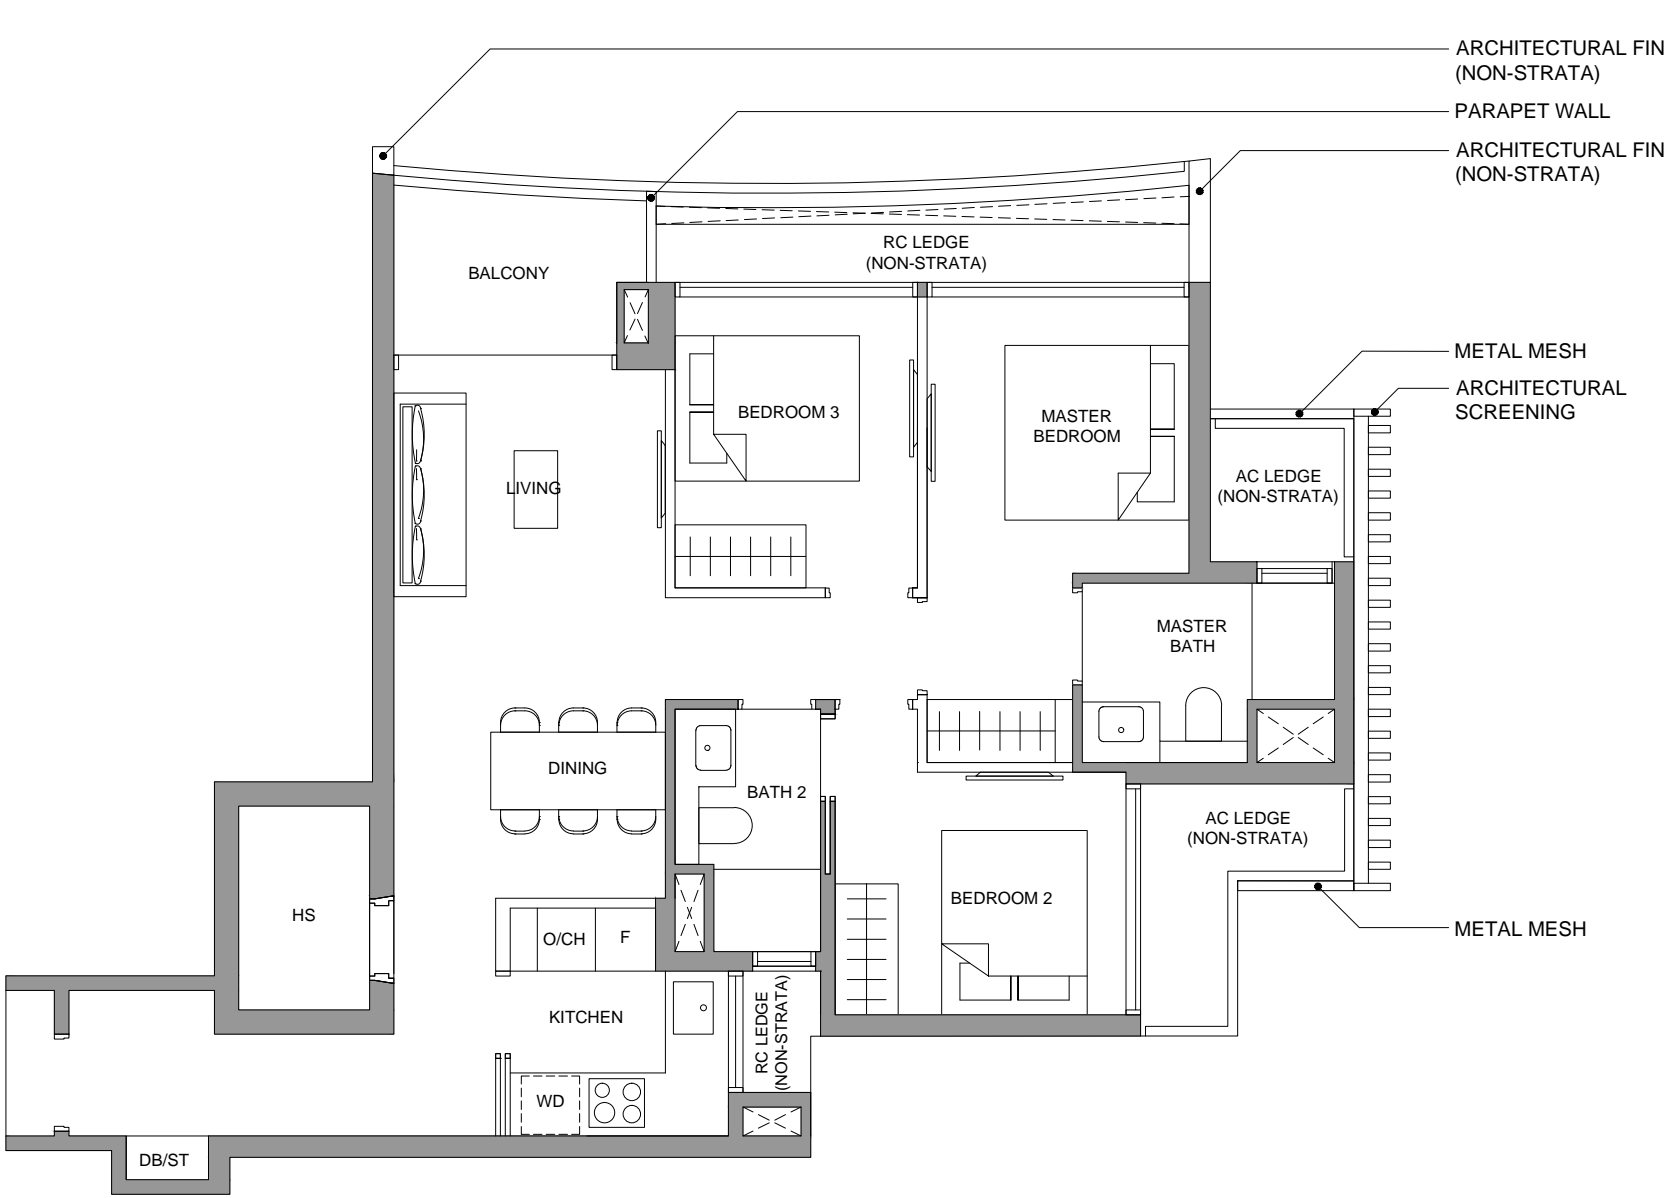 ARCHITECTURAL FIN
(NON-STRATA)
PARAPET WALL
ARCHITECTURAL FIN
(NON-STRATA)
RC LEDGE
(NON-STRATA)
BALCONY
METAL MESH
ARCHITECTURAL
SCREENING
BEDROOM 3
MASTER
BEDROOM
AC LEDGE
(NON-STRATA)
LIVING
MASTER
BATH
DINING
BATH 2
AC LEDGE
(NON-STRATA)
BEDROOM 2
HS
O/CH
F
METAL MESH
KITCHEN
RC LEDGE
(NON-STRATA)
WD
DB/ST